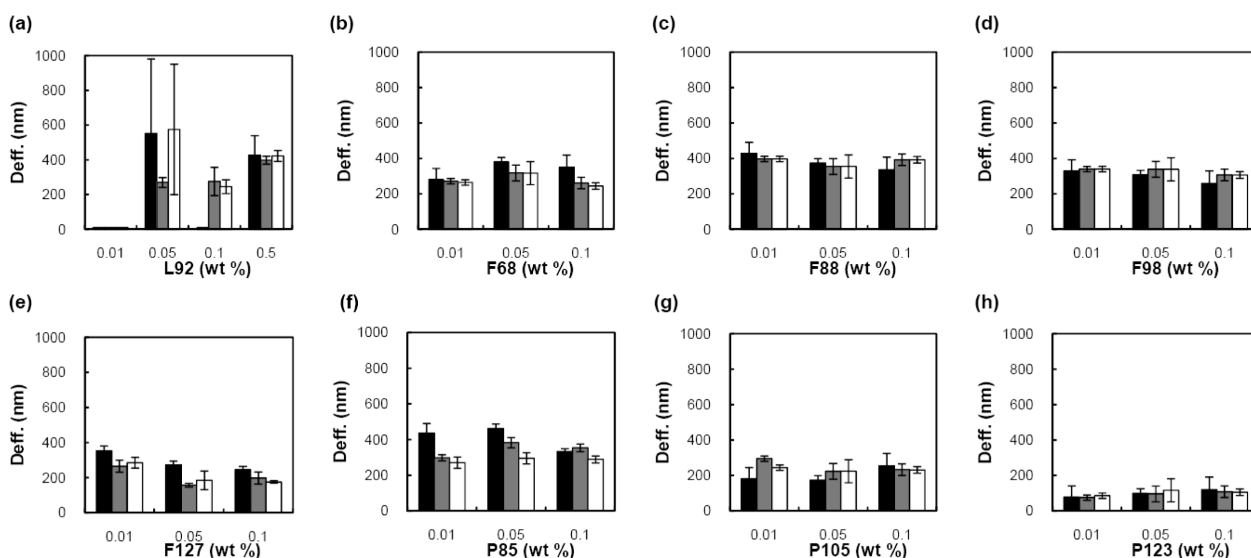 (a)
(b)
(c)
(d)
1000
800
600
400
200
0
Deff. (nm)
0.01 0.05 0.1 0.5
L92 (wt %)
1000
800
600
400
200
0
Deff. (nm)
0.01 0.05 0.1
F68 (wt %)
1000
800
600
400
200
0
Deff. (nm)
0.01 0.05 0.1
F88 (wt %)
1000
800
600
400
200
0
Deff. (nm)
0.01 0.05 0.1
F98 (wt %)
(e)
(f)
(g)
(h)
1000
800
600
400
200
0
Deff. (nm)
0.01 0.05 0.1
F127 (wt %)
1000
800
600
400
200
0
Deff. (nm)
0.01 0.05 0.1
P85 (wt %)
1000
800
600
400
200
0
Deff. (nm)
0.01 0.05 0.1
P105 (wt %)
1000
800
600
400
200
0
Deff. (nm)
0.01 0.05 0.1
P123 (wt %)